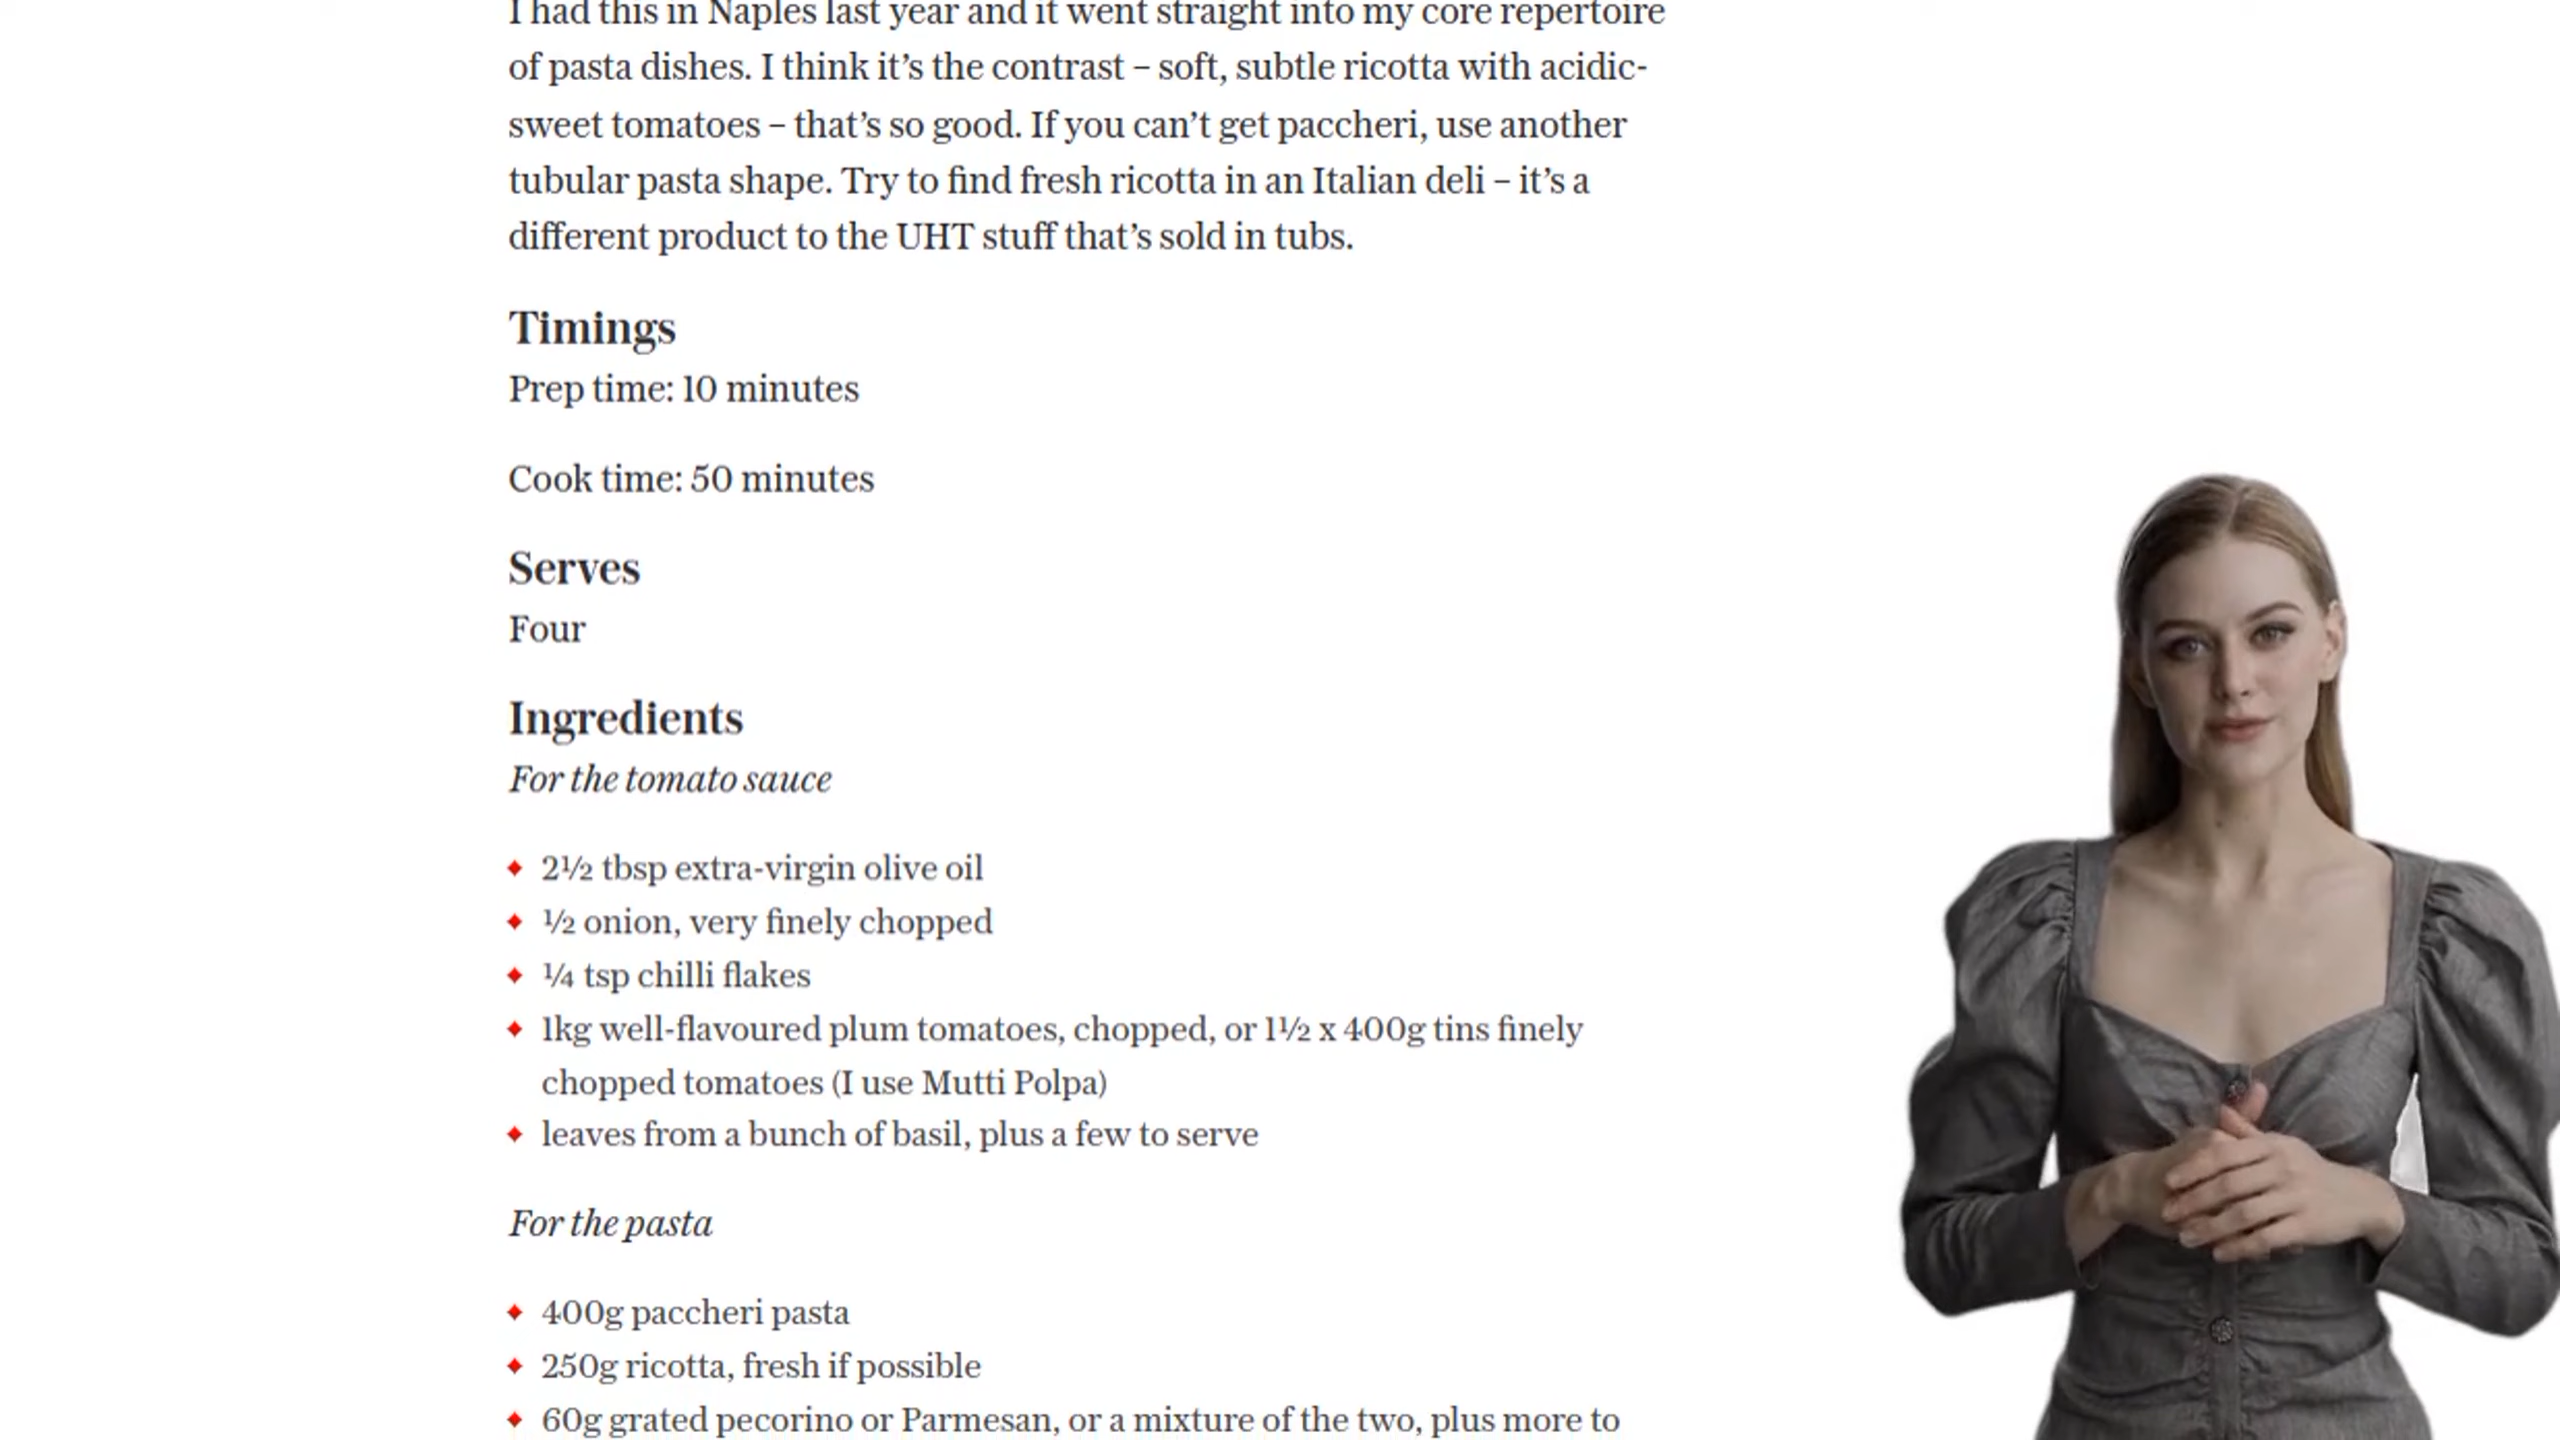 I had this in Naples last year and it went straight into my core repertoire
of pasta dishes. I think it’s the contrast – soft, subtle ricotta with acidic-
sweet tomatoes – that’s so good. If you can’t get paccheri, use another
tubular pasta shape. Try to find fresh ricotta in an Italian deli – it’s a
different product to the UHT stuff that’s sold in tubs.
Timings
Prep time: 10 minutes
Cook time: 50 minutes
Serves
Four
Ingredients
For the tomato sauce
2½ tbsp extra-virgin olive oil
½ onion, very finely chopped
¼ tsp chilli flakes
1kg well-flavoured plum tomatoes, chopped, or 1½ x 400g tins finely
chopped tomatoes (I use Mutti Polpa)
leaves from a bunch of basil, plus a few to serve
For the pasta
400g paccheri pasta
250g ricotta, fresh if possible
60g grated pecorino or Parmesan, or a mixture of the two, plus more to